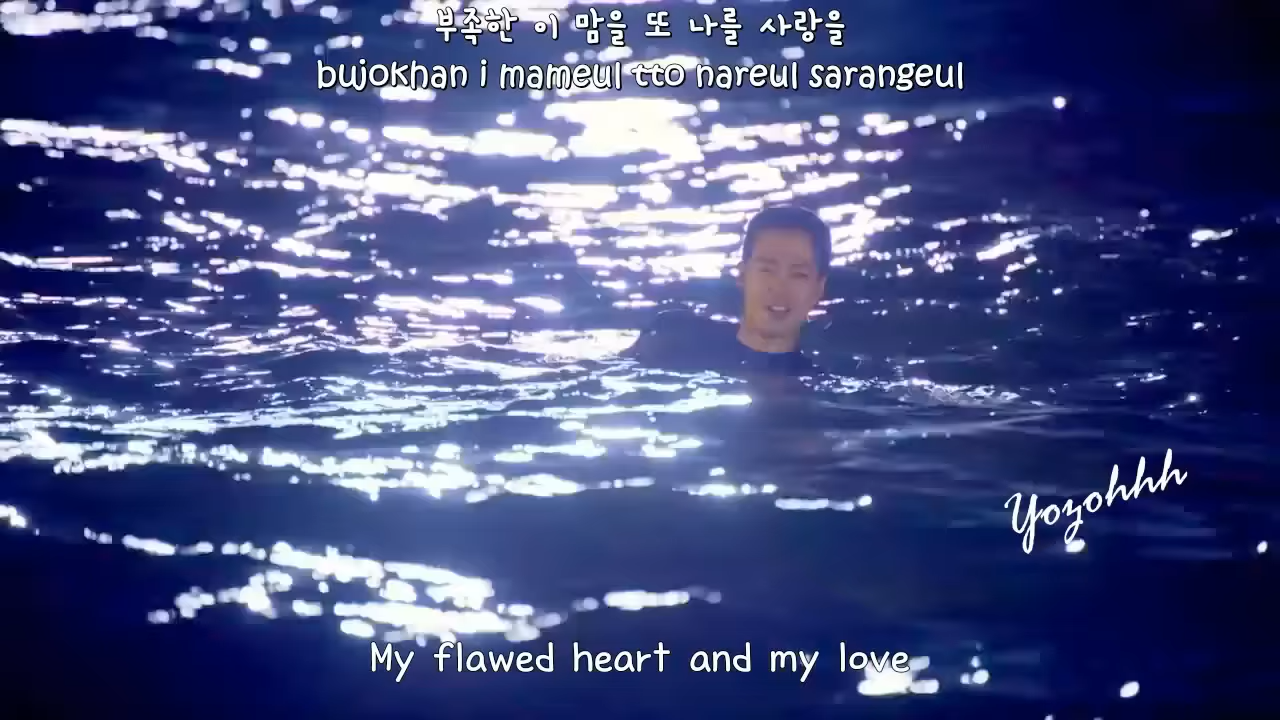 부족한 이 맘을 또 나를 사랑을
bujokhan i mameul tto nareul sarangeul
Yozohhh
My flawed heart and my love